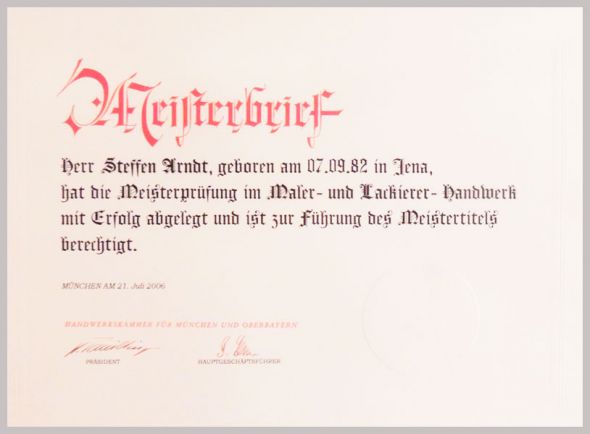 Meisterbrief
Herr Steffen Arndt, geboren am 07.09.82 in Jena,
hat die Meisterprüfung im Maler- und Lackierer- Handwerk
mit Erfolg abgelegt und ist zur Führung des Meistertitels
berechtigt.
MÜNCHEN AM 21. Juli 2006
HANDWERKSKAMMER FÜR MÜNCHEN UND OBERBAYERN
PRÄSIDENT
HAUPTGESCHÄFTSFÜHRER